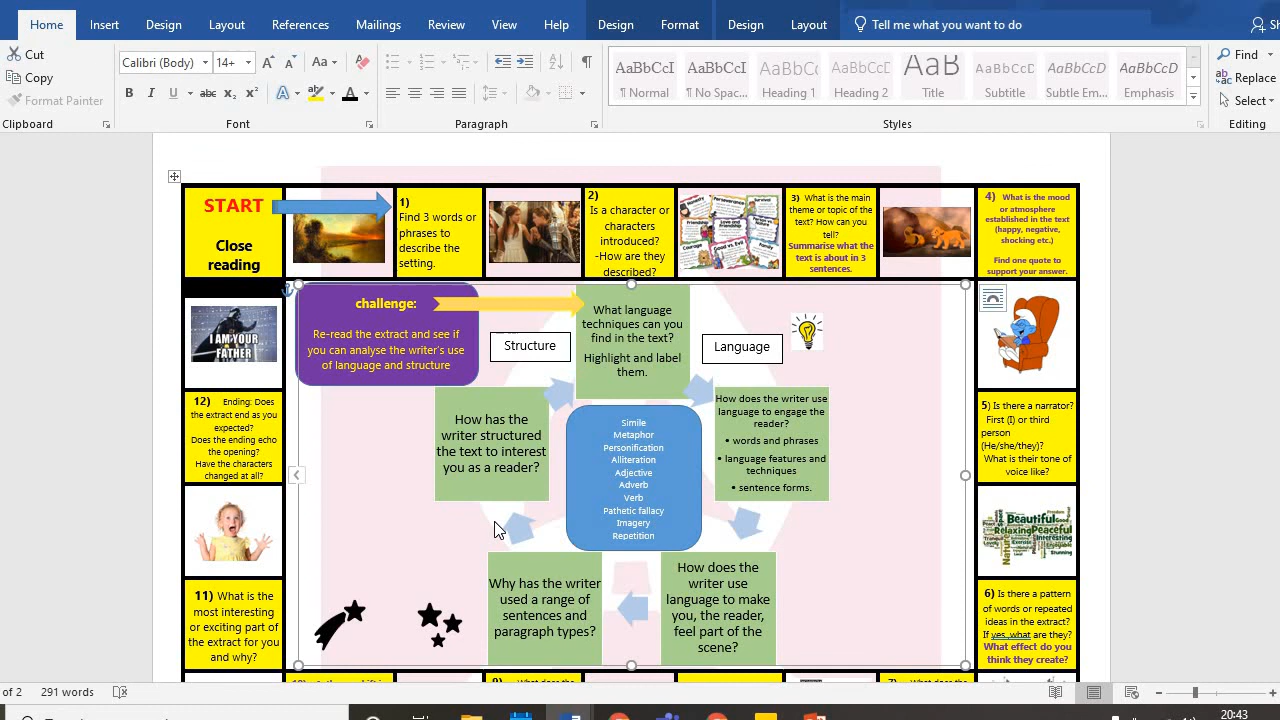 Home Insert Design Layout References Mailings Review View Help Design Format Design Layout Tell me what you want to do
Cut
Copy
Format Painter
Clipboard
Calibri (Body) 14+
Font
Paragraph
AaBbCcI AaBbCcI AaBbC( AaBbCcl AaB AaBbCcD AaBbCcD AaBbCcD
¶ Normal ¶ No Spac... Heading 1 Heading 2 Title Subtitle Subtle Em... Emphasis
Styles
Find
Replace
Select
Editing
START
Close
reading
1)
Find 3 words or
phrases to
describe the
setting.
2)
Is a character or
characters
introduced?
-How are they
described?
Perseverance
Survival
Friendship
Love and
Friendship
Courage
Good vs. Evil
Family
3) What is the main
theme or topic of the
text? How can you
tell?
Summarise what the
text is about in 3
sentences.
4) What is the mood
or atmosphere
established in the text
(happy, negative,
shocking etc.)
Find one quote to
support your answer.
I AM YOUR
FATHER
challenge:
Re-read the extract and see if
you can analyse the writer's use
of language and structure
Structure
What language
techniques can you
find in the text?
Highlight and label
them.
Language
12) Ending: Does
the extract end as you
expected?
Does the ending echo
the opening?
Have the characters
changed at all?
How has the
writer structured
the text to interest
you as a reader?
Simile
Metaphor
Personification
Alliteration
Adjective
Adverb
Verb
Pathetic fallacy
Imagery
Repetition
How does the writer use
language to engage the
reader?
• words and phrases
• language features and
techniques
• sentence forms.
5) Is there a narrator?
First (I) or third
person
(He/she/they)?
What is their tone of
voice like?
Beautiful
Relaxing Peaceful
Interesting
Nature
11) What is the
most interesting
or exciting part of
the extract for you
and why?
Why has the writer
used a range of
sentences and
paragraph types?
How does the
writer use
language to make
you, the reader,
feel part of the
scene?
6) Is there a pattern
of words or repeated
ideas in the extract?
If yes.,what are they?
What effect do you
think they create?
of 2 291 words
20:43